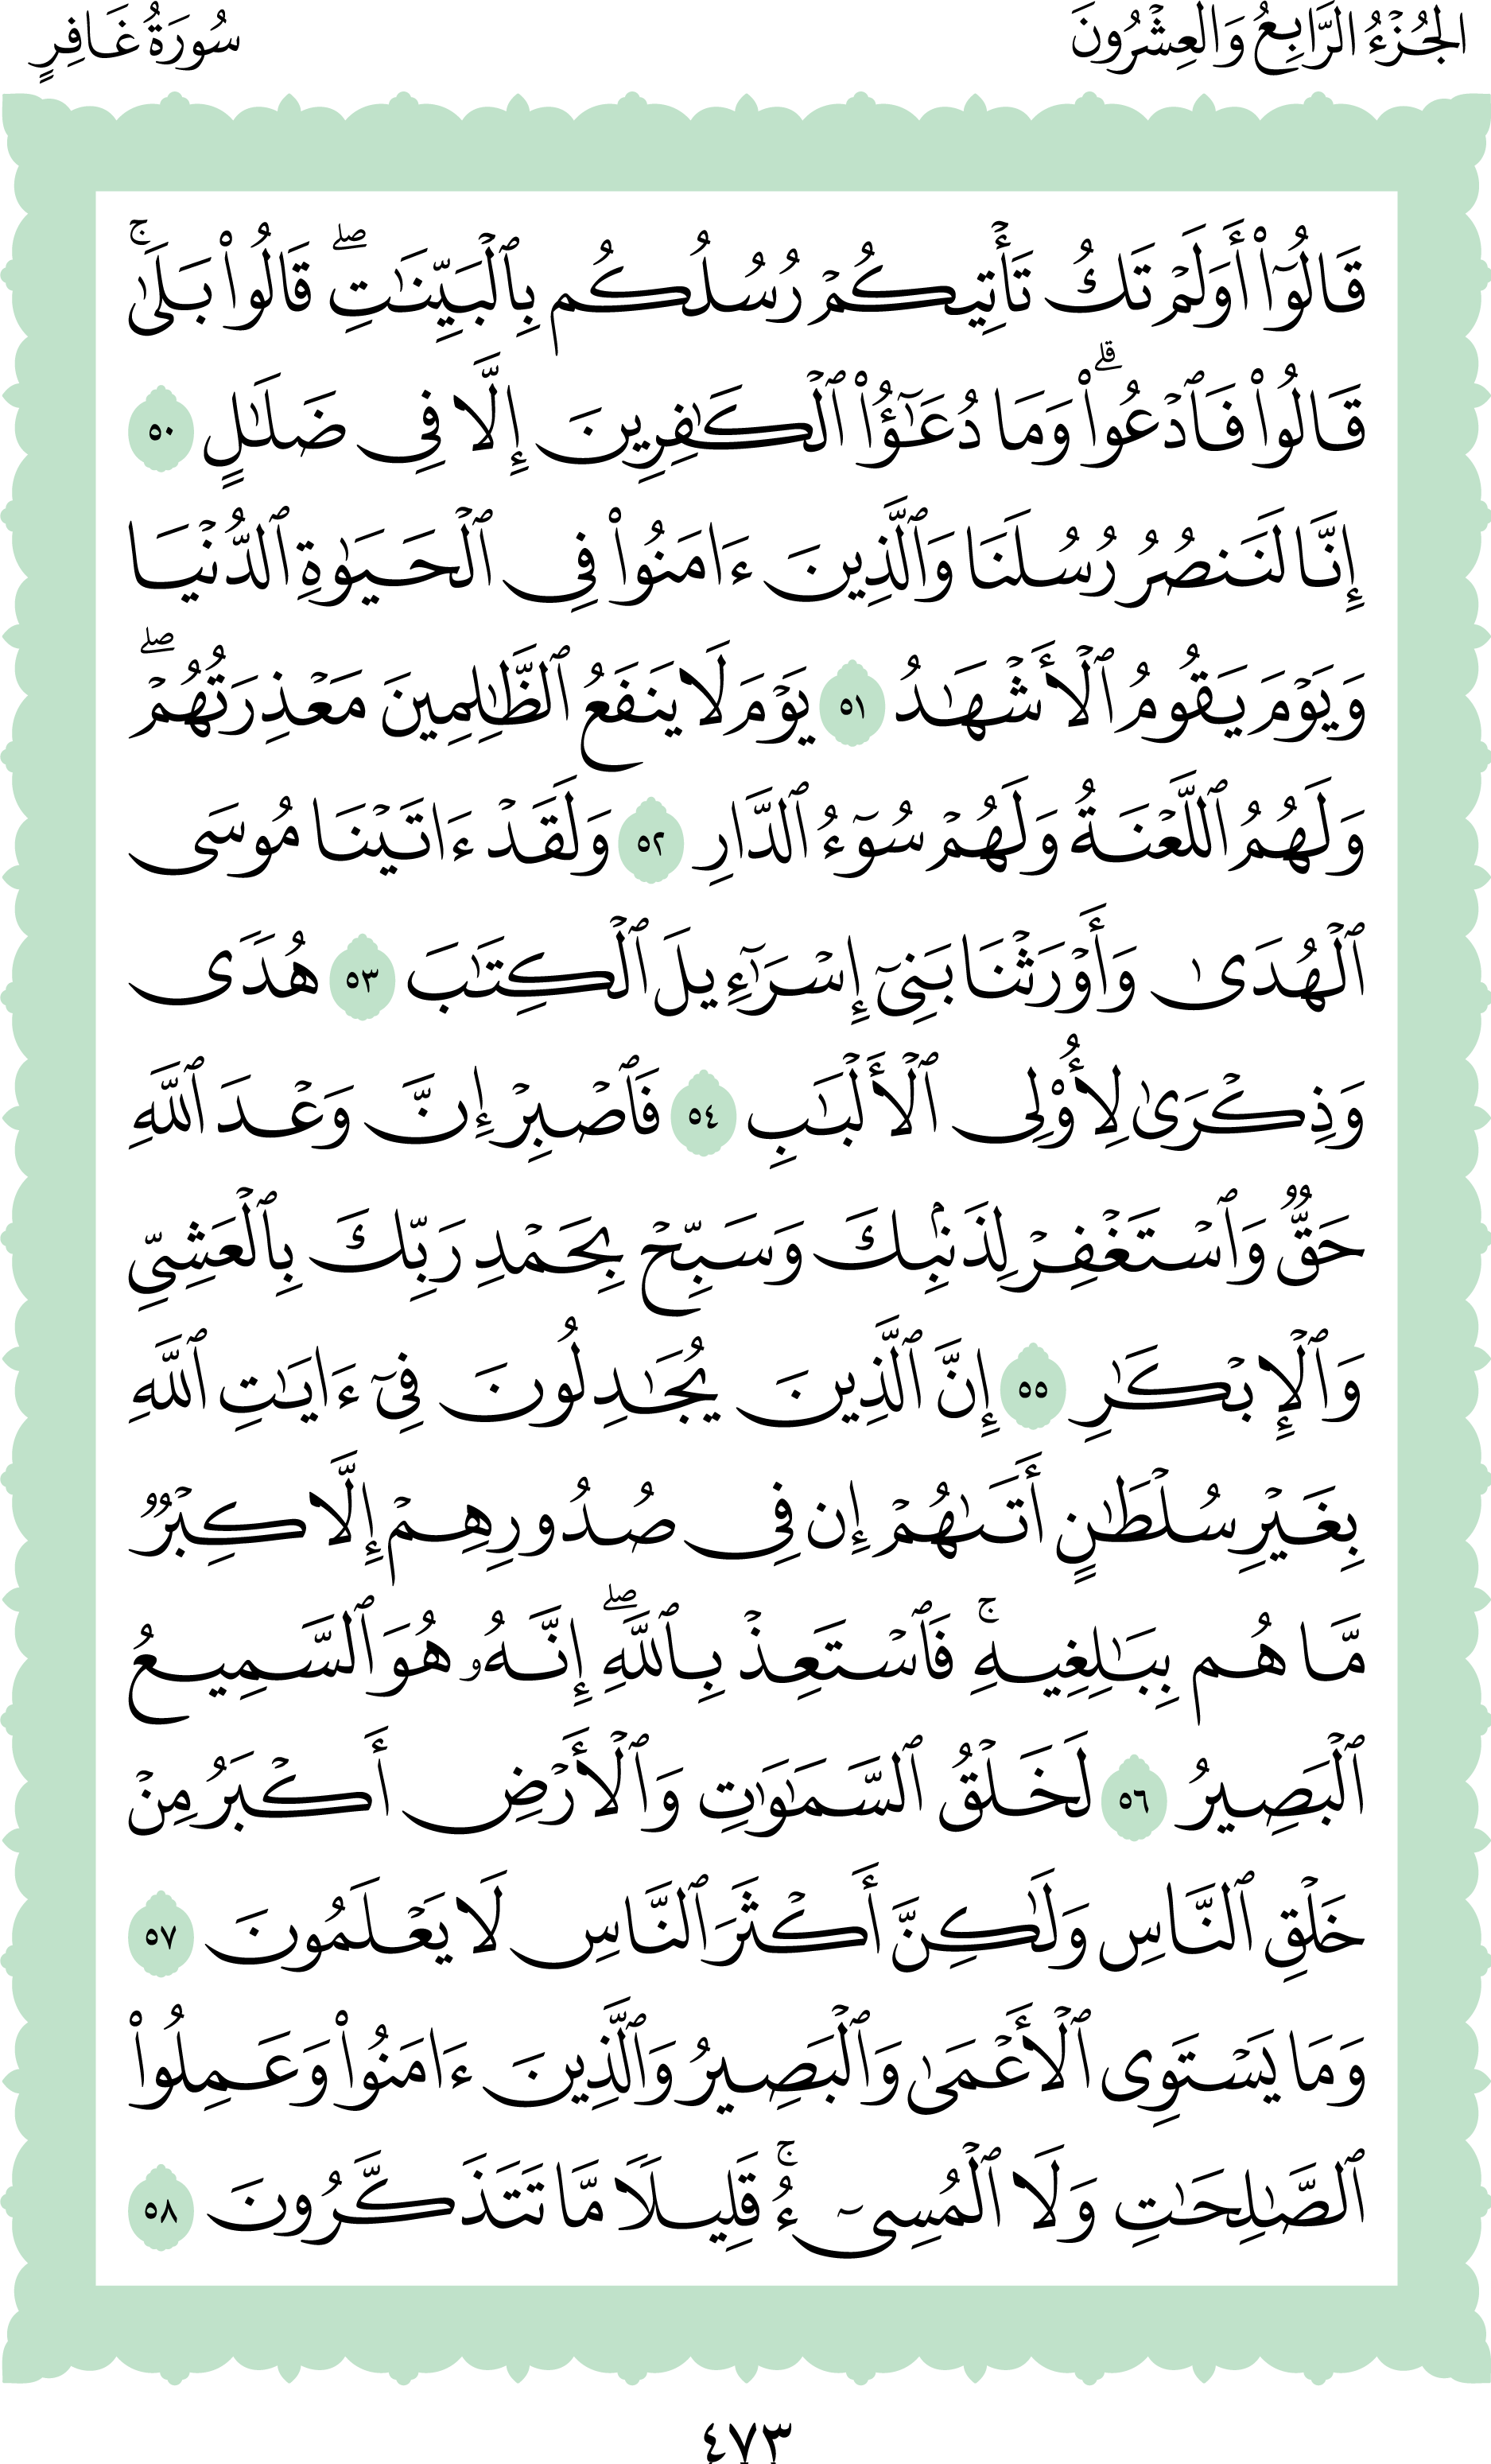 الجُزْءُ الرَّابِعُ وَالعِشْرُونَ
سُورَةُ غَافِرٍ
قَالُوٓا۟ أَوَلَمْ تَكُ تَأْتِيكُمْ رُسُلُكُم بِٱلْبَيِّنَٰتِ ۖ قَالُوا۟ بَلَىٰ ۚ
قَالُوا۟ فَٱدْعُوا۟ ۗ وَمَا دُعَٰٓؤُا۟ ٱلْكَٰفِرِينَ إِلَّا فِى ضَلَٰلٍ ٥٠
إِنَّا لَنَنصُرُ رُسُلَنَا وَٱلَّذِينَ ءَامَنُوا۟ فِى ٱلْحَيَوٰةِ ٱلدُّنْيَا
وَيَوْمَ يَقُومُ ٱلْأَشْهَٰدُ ٥١ يَوْمَ لَا يَنفَعُ ٱلظَّٰلِمِينَ مَعْذِرَتُهُمْ ۖ
وَلَهُمُ ٱللَّعْنَةُ وَلَهُمْ سُوٓءُ ٱلدَّارِ ٥٢ وَلَقَدْ ءَاتَيْنَا مُوسَى
ٱلْهُدَىٰ وَأَوْرَثْنَا بَنِىٓ إِسْرَٰٓءِيلَ ٱلْكِتَٰبَ ٥٣ هُدًى
وَذِكْرَىٰ لِأُو۟لِى ٱلْأَلْبَٰبِ ٥٤ فَٱصْبِرْ إِنَّ وَعْدَ ٱللَّهِ
حَقٌّ وَٱسْتَغْفِرْ لِذَنۢبِكَ وَسَبِّحْ بِحَمْدِ رَبِّكَ بِٱلْعَشِىِّ
وَٱلْإِبْكَٰرِ ٥٥ إِنَّ ٱلَّذِينَ يُجَٰدِلُونَ فِىٓ ءَايَٰتِ ٱللَّهِ
بِغَيْرِ سُلْطَٰنٍ أَتَىٰهُمْ إِن فِى صُدُورِهِمْ إِلَّا كِبْرٌ
مَّا هُم بِبَٰلِغِيهِ ۚ فَٱسْتَعِذْ بِٱللَّهِ ۖ إِنَّهُۥ هُوَ ٱلسَّمِيعُ
ٱلْبَصِيرُ ٥٦ لَخَلْقُ ٱلسَّمَٰوَٰتِ وَٱلْأَرْضِ أَكْبَرُ مِنْ
خَلْقِ ٱلنَّاسِ وَلَٰكِنَّ أَكْثَرَ ٱلنَّاسِ لَا يَعْلَمُونَ ٥٧
وَمَا يَسْتَوِى ٱلْأَعْمَىٰ وَٱلْبَصِيرُ وَٱلَّذِينَ ءَامَنُوا۟ وَعَمِلُوا۟
ٱلصَّٰلِحَٰتِ وَلَا ٱلْمُسِىٓءُ ۚ قَلِيلًا مَّا تَتَذَكَّرُونَ ٥٨
٤٧٣